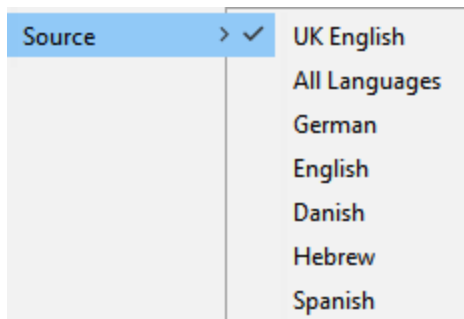 Source
UK English
All Languages
German
English
Danish
Hebrew
Spanish